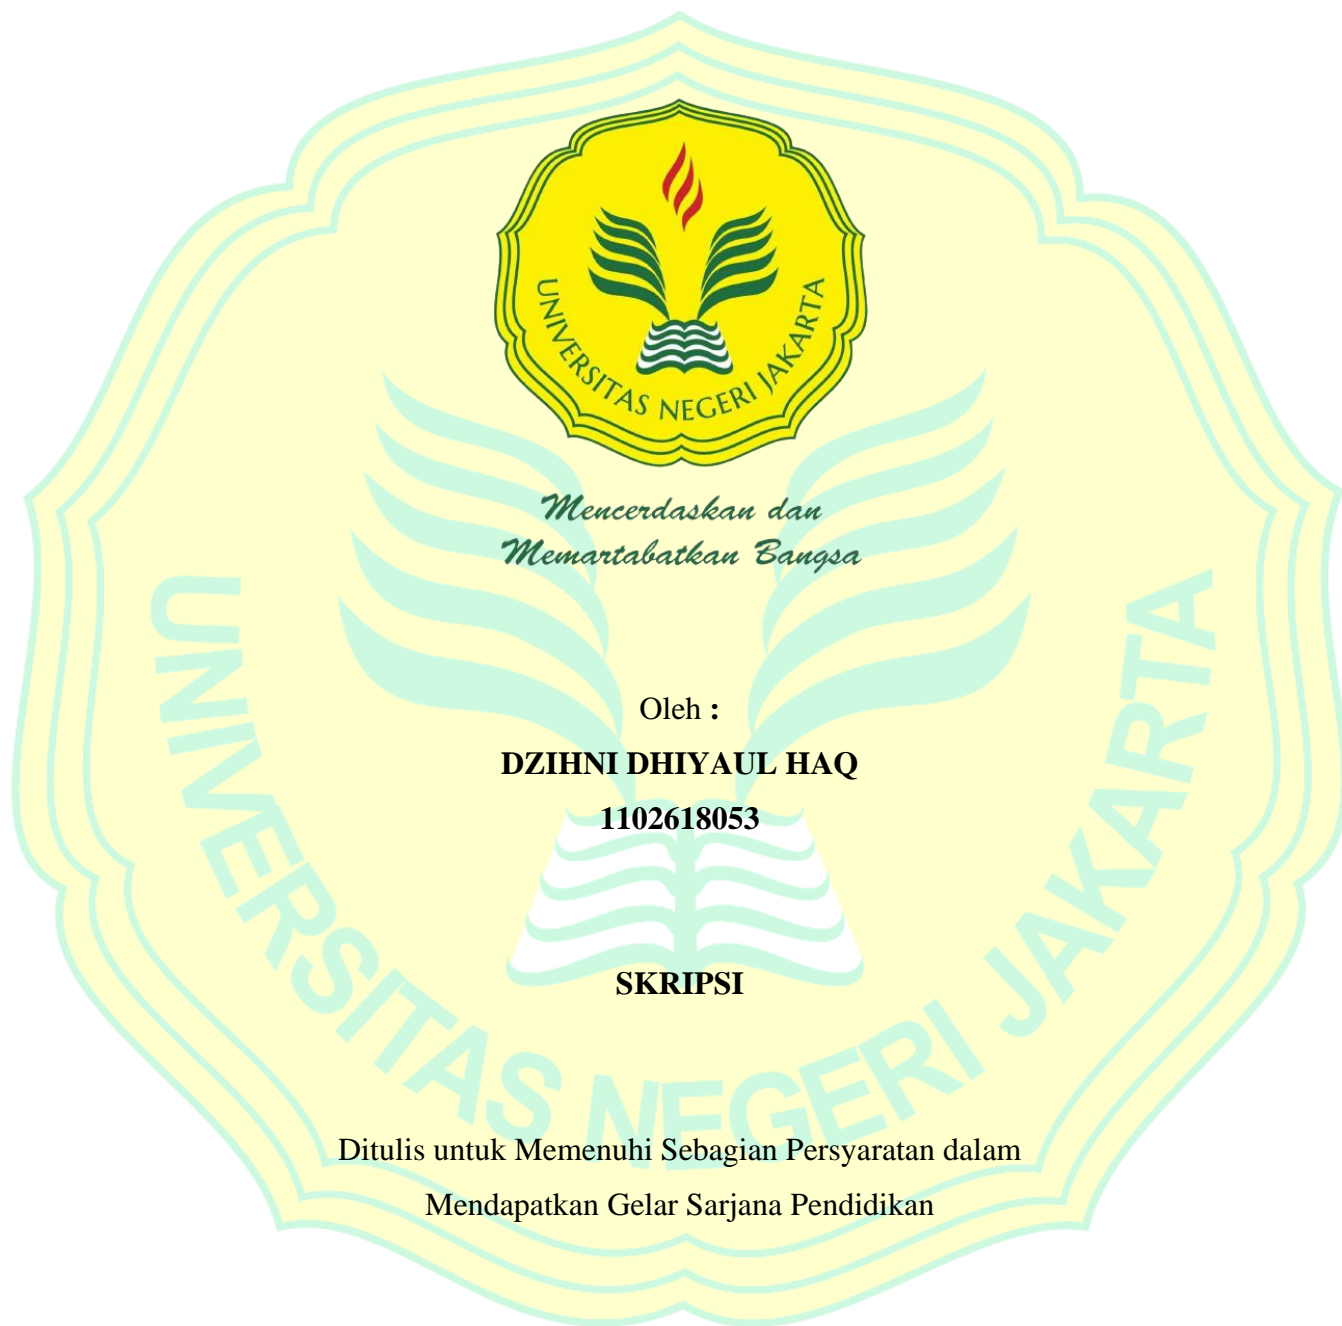 UNIVERSITAS NEGERI JAKARTA
Mencerdaskan dan
Memartabatkan Bangsa
Oleh :
DZIHNI DHIYAUL HAQ
1102618053
SKRIPSI
Ditulis untuk Memenuhi Sebagian Persyaratan dalam
Mendapatkan Gelar Sarjana Pendidikan
UNIVERSITAS NEGERI JAKARTA